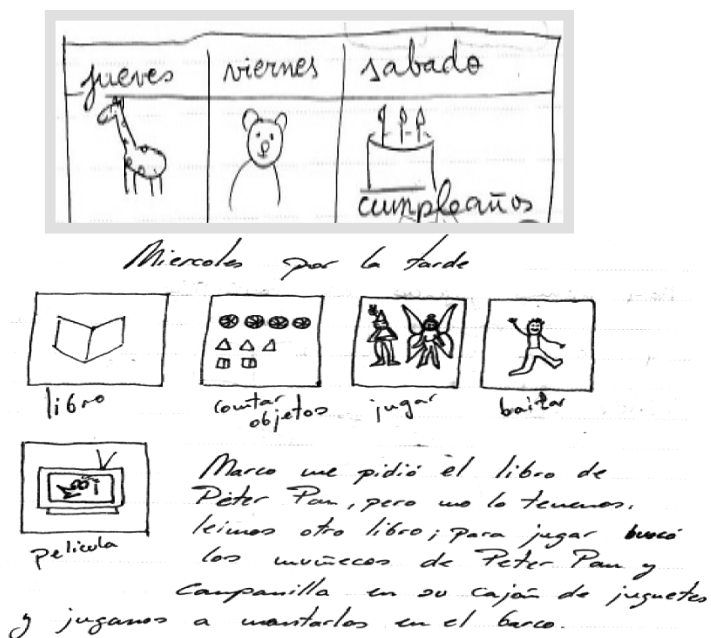 jueves viernes sabado
cumpleaños
Miercoles por la tarde
libro contar objetos jugar bailar
pelicula
Marco me pidió el libro de
Peter Pan, pero no lo tenemos.
leimos otro libro; para jugar buscó
los muñecos de Peter Pan y
Campanilla en su cajón de juguetes
y jugamos a montarlos en el barco.